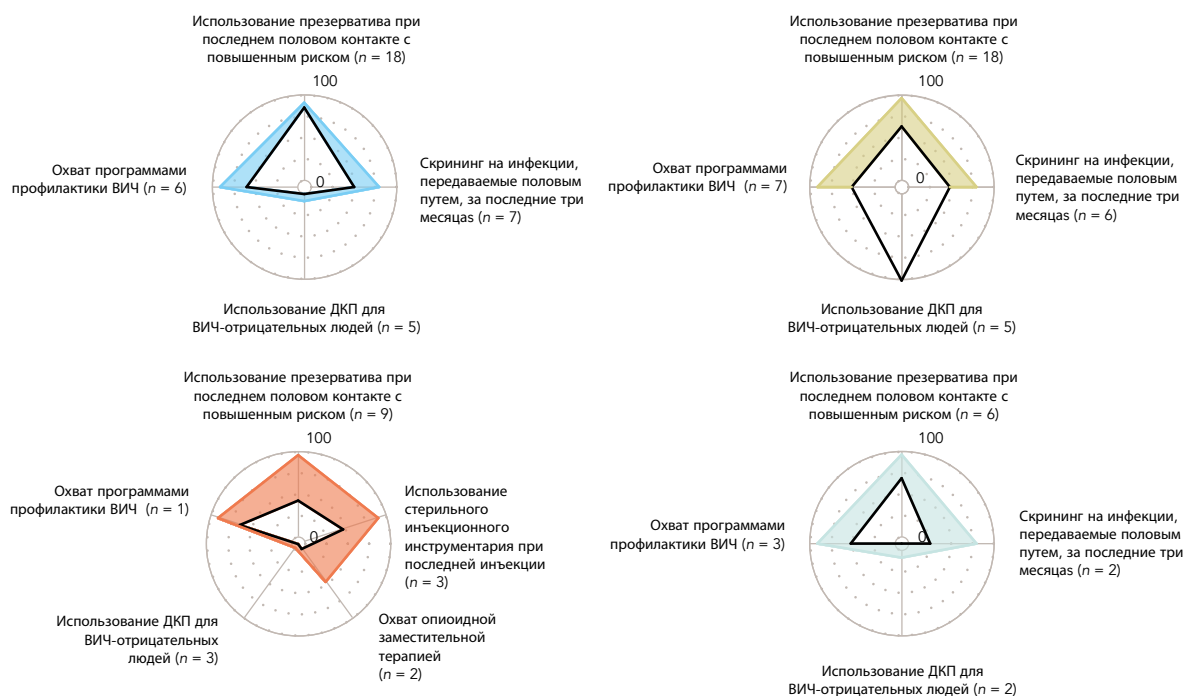 Использование презерватива при
последнем половом контакте с
повышенным риском (n = 18)
100
Охват программами
профилактики ВИЧ (n = 6)
0
Скрининг на инфекции,
передаваемые половым
путем, за последние три
месяцаs (n = 7)
Использование ДКП для
ВИЧ-отрицательных людей (n = 5)
Использование презерватива при
последнем половом контакте с
повышенным риском (n = 18)
100
Охват программами
профилактики ВИЧ (n = 7)
0
Скрининг на инфекции,
передаваемые половым
путем, за последние три
месяцаs (n = 6)
Использование ДКП для
ВИЧ-отрицательных людей (n = 5)
Использование презерватива при
последнем половом контакте с
повышенным риском (n = 9)
100
Охват программами
профилактики ВИЧ (n = 1)
0
Использование
стерильного
инъекционного
инструментария при
последней инъекции
(n = 3)
Использование ДКП для
ВИЧ-отрицательных
людей (n = 3)
Охват опиоидной
заместительной
терапией
(n = 2)
Использование презерватива при
последнем половом контакте с
повышенным риском (n = 6)
100
Охват программами
профилактики ВИЧ (n = 3)
0
Скрининг на инфекции,
передаваемые половым
путем, за последние три
месяцаs (n = 2)
Использование ДКП для
ВИЧ-отрицательных людей (n = 2)